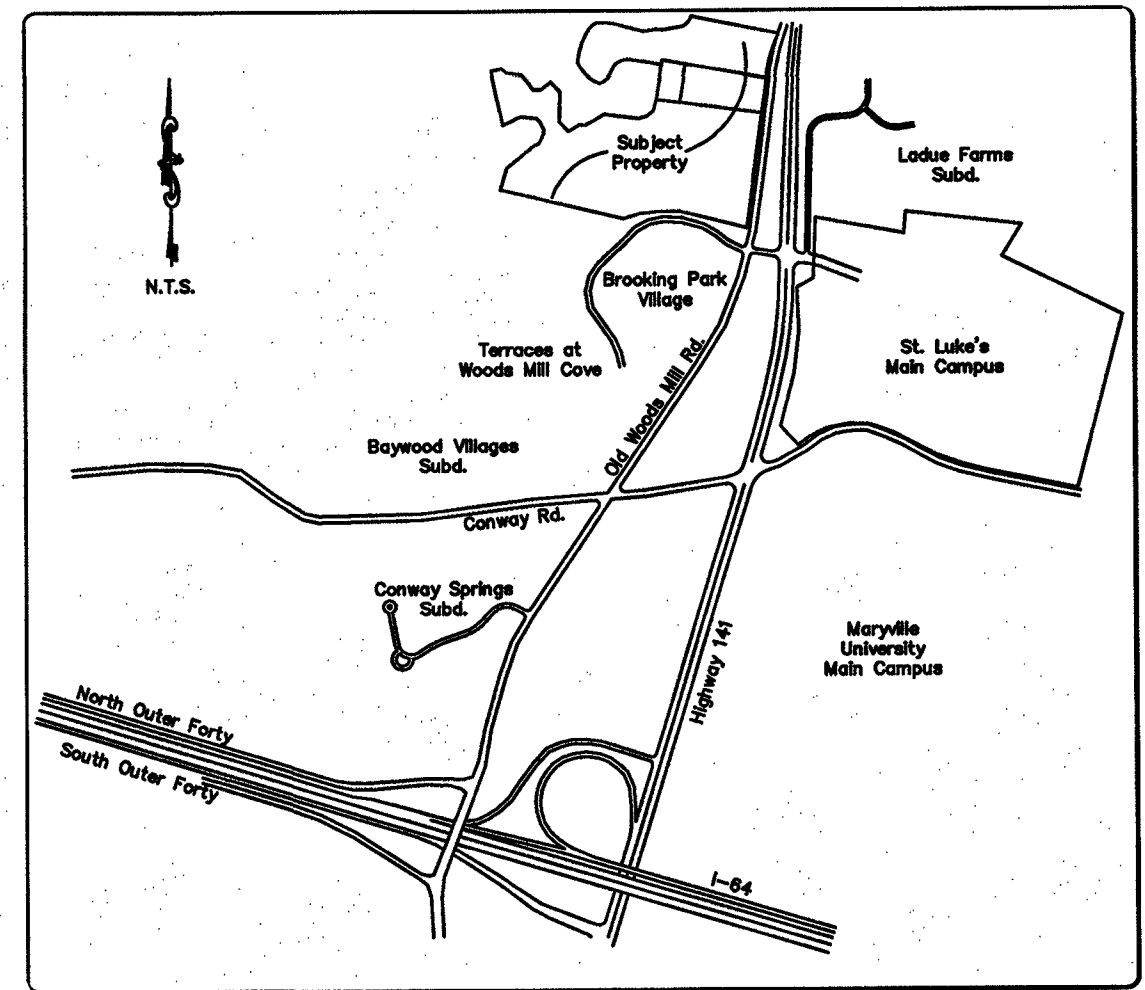 Subject
Property
Ladue Farms
Subd.
N.T.S.
Brooking Park
Village
Terraces at
Woods Mill Cove
St. Luke's
Main Campus
Old Woods Mill Rd.
Baywood Villages
Subd.
Conway Rd.
Conway Springs
Subd.
Maryville
University
Main Campus
Highway 141
North Outer Forty
South Outer Forty
I-64